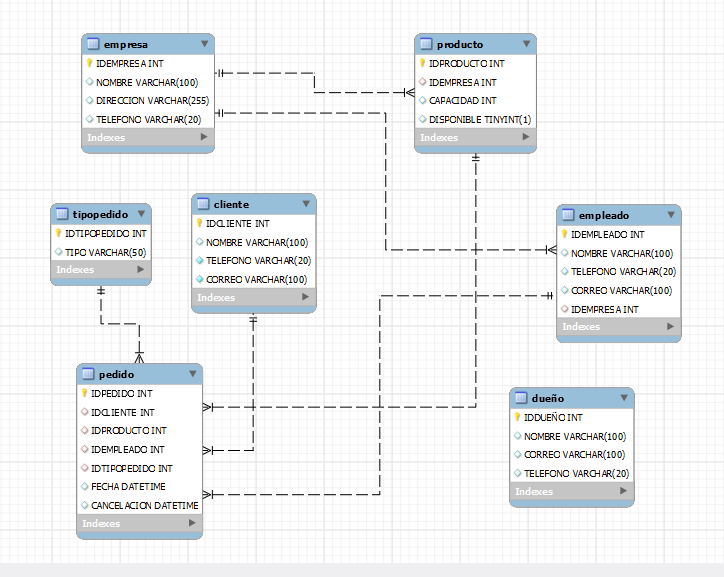 empresa
IDEMPRESA INT
NOMBRE VARCHAR(100)
DIRECCION VARCHAR(255)
TELEFONO VARCHAR(20)
Indexes
producto
IDPRODUCTO INT
IDEMPRESA INT
CAPACIDAD INT
DISPONIBLE TINYINT(1)
Indexes
tipopedido
IDTIPOPEDIDO INT
TIPO VARCHAR(50)
Indexes
cliente
IDCLIENTE INT
NOMBRE VARCHAR(100)
TELEFONO VARCHAR(20)
CORREO VARCHAR(100)
Indexes
empleado
IDEMPLEADO INT
NOMBRE VARCHAR(100)
TELEFONO VARCHAR(20)
CORREO VARCHAR(100)
IDEMPRESA INT
Indexes
pedido
IDPEDIDO INT
IDCLIENTE INT
IDPRODUCTO INT
IDEMPLEADO INT
IDTIPOPEDIDO INT
FECHA DATETIME
CANCELACION DATETIME
Indexes
dueño
IDDUEÑO INT
NOMBRE VARCHAR(100)
CORREO VARCHAR(100)
TELEFONO VARCHAR(20)
Indexes